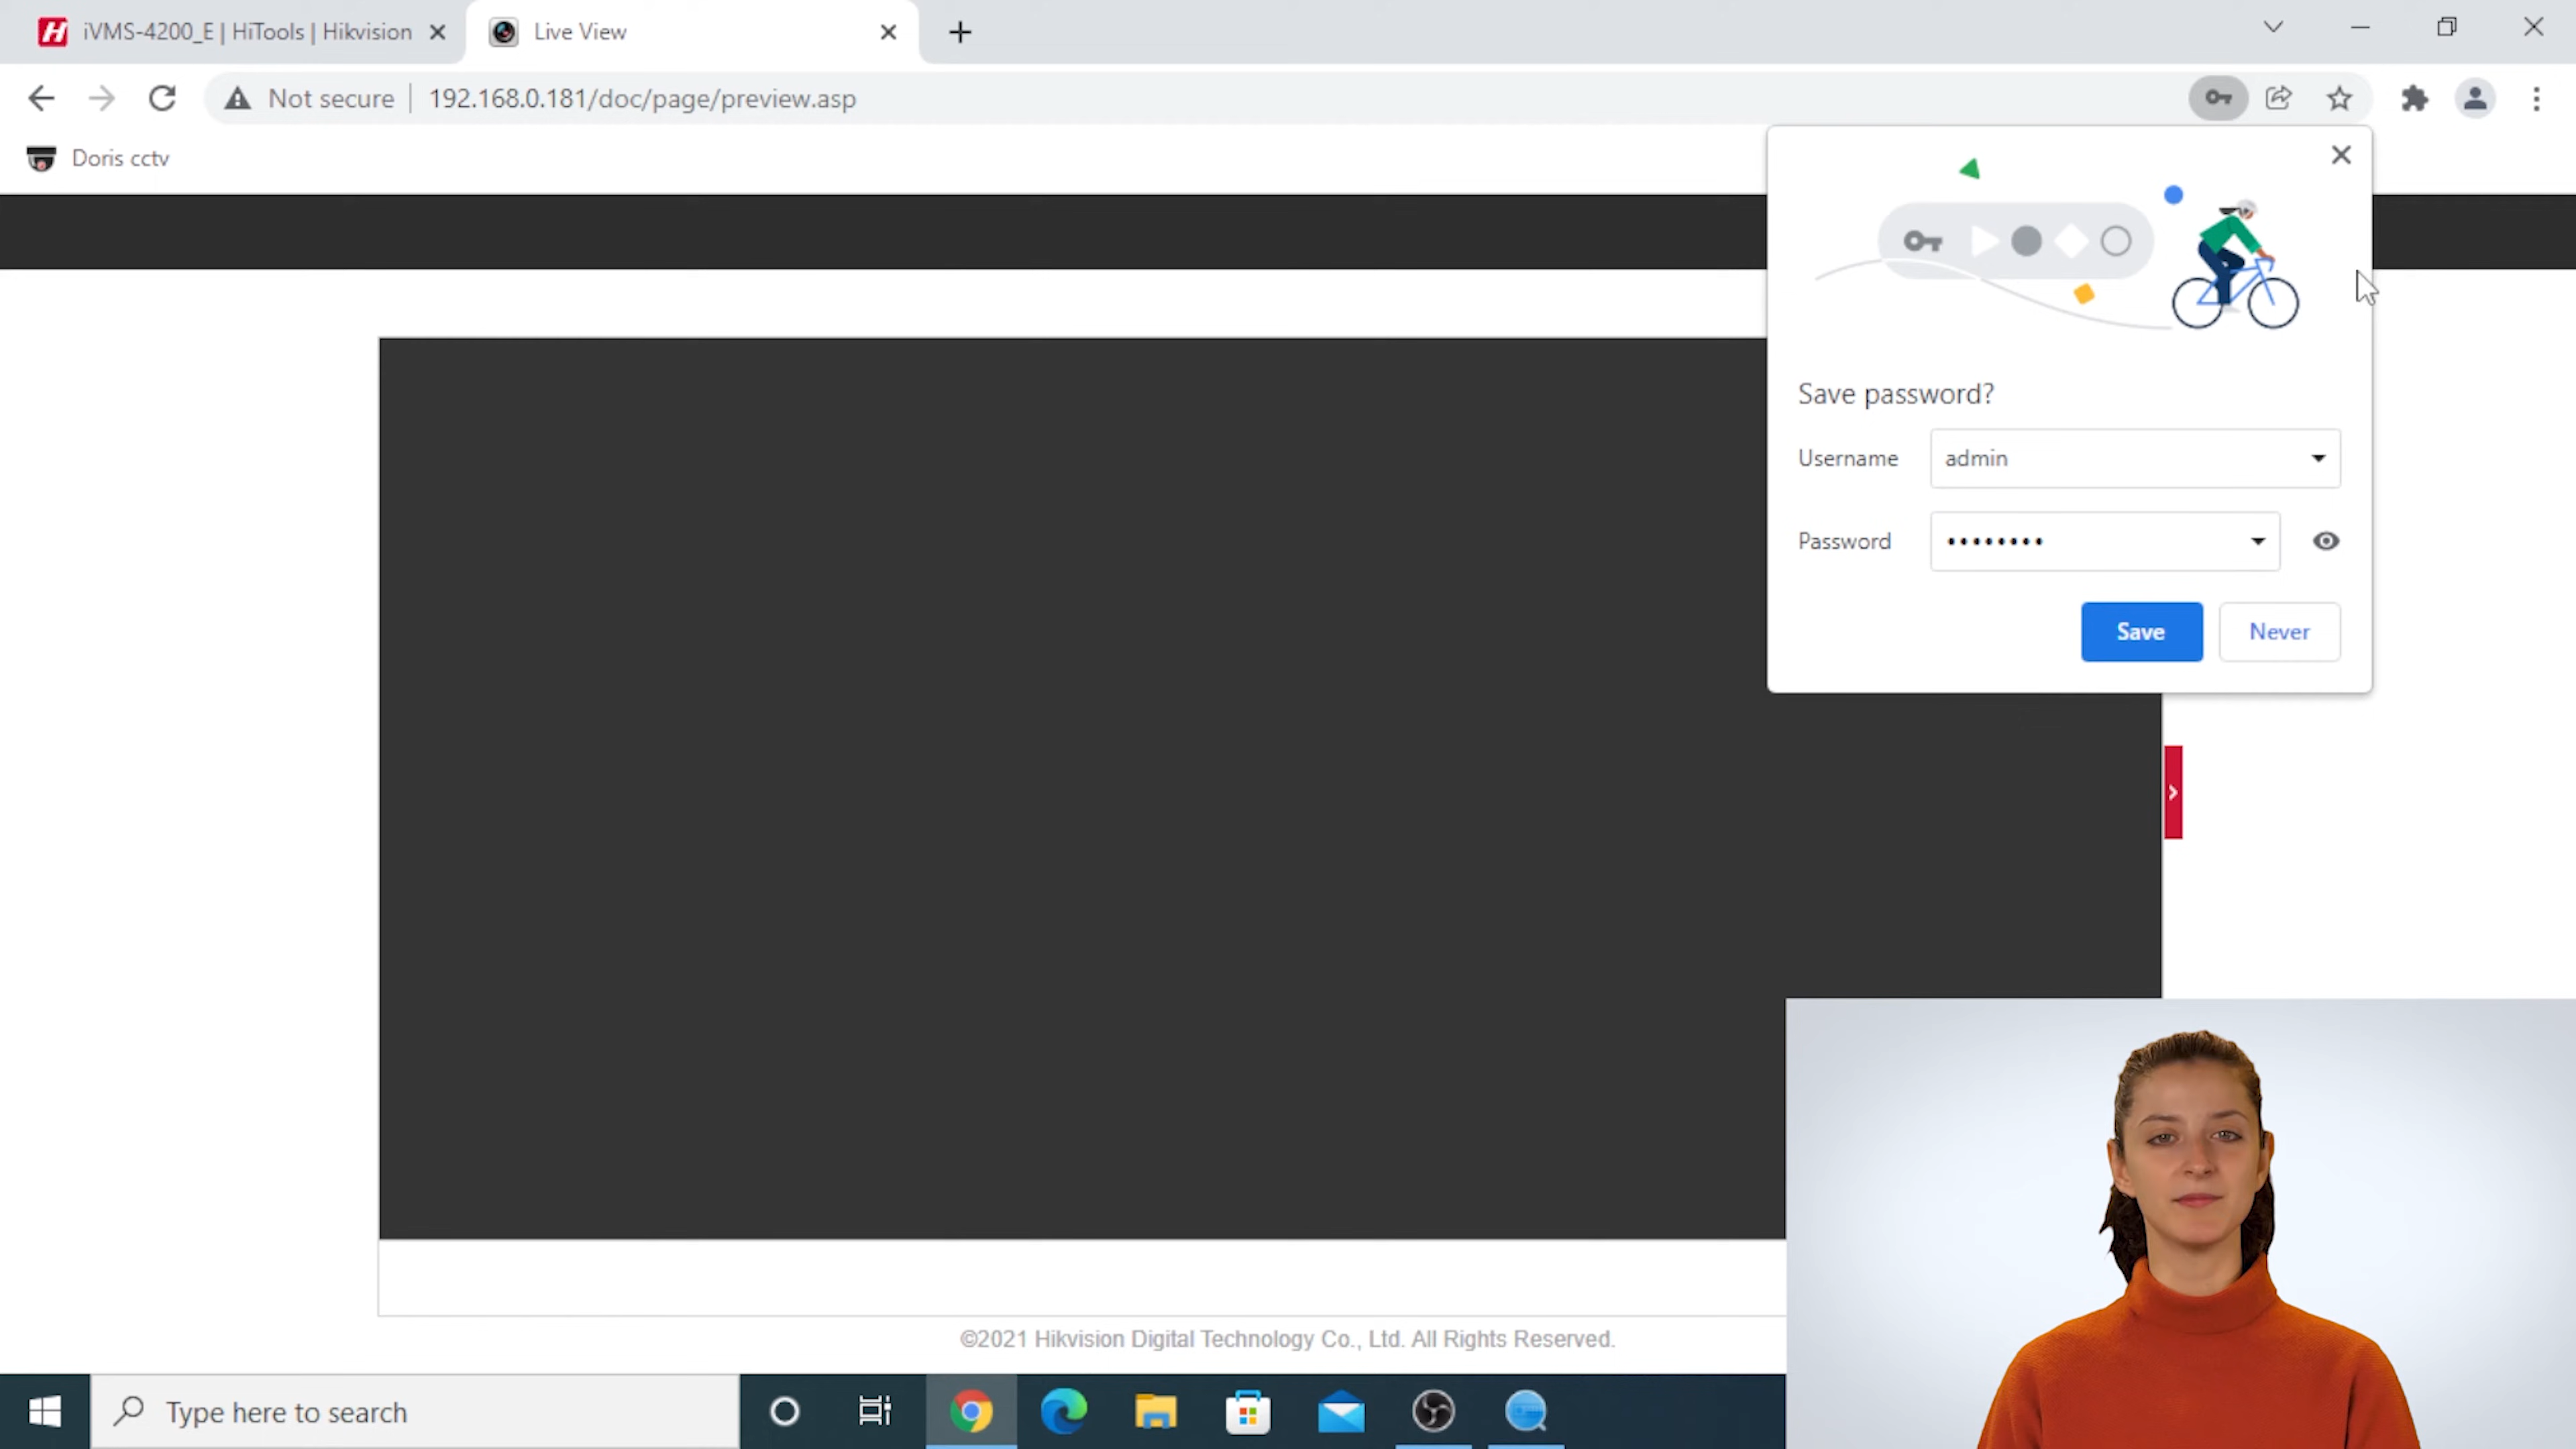 iVMS-4200_E | HiTools | Hikvision
Live View
Not secure
192.168.0.181/doc/page/preview.asp
Doris cctv
Save password?
Username
admin
Password
••••••••
Save
Never
©2021 Hikvision Digital Technology Co., Ltd. All Rights Reserved.
Type here to search